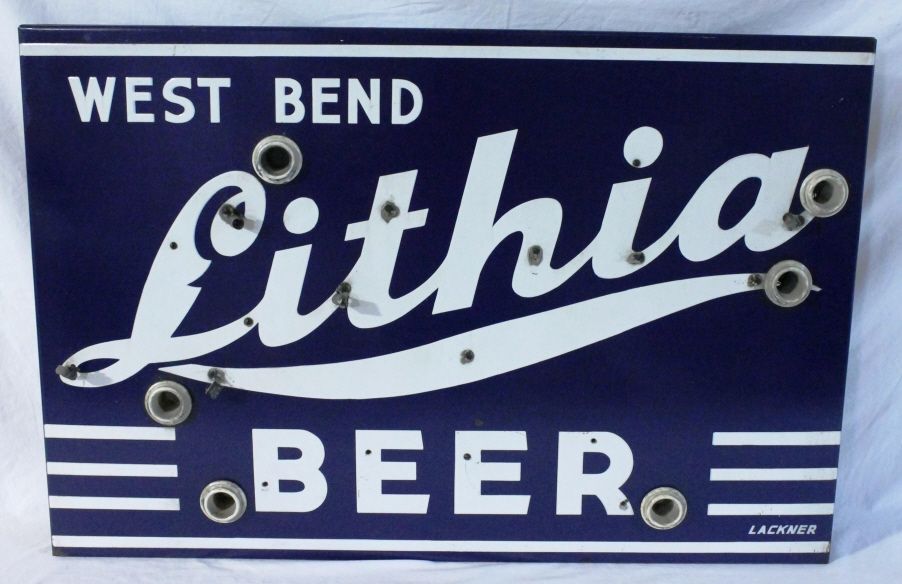 WEST BEND
Lithia
BEER
LACKNER